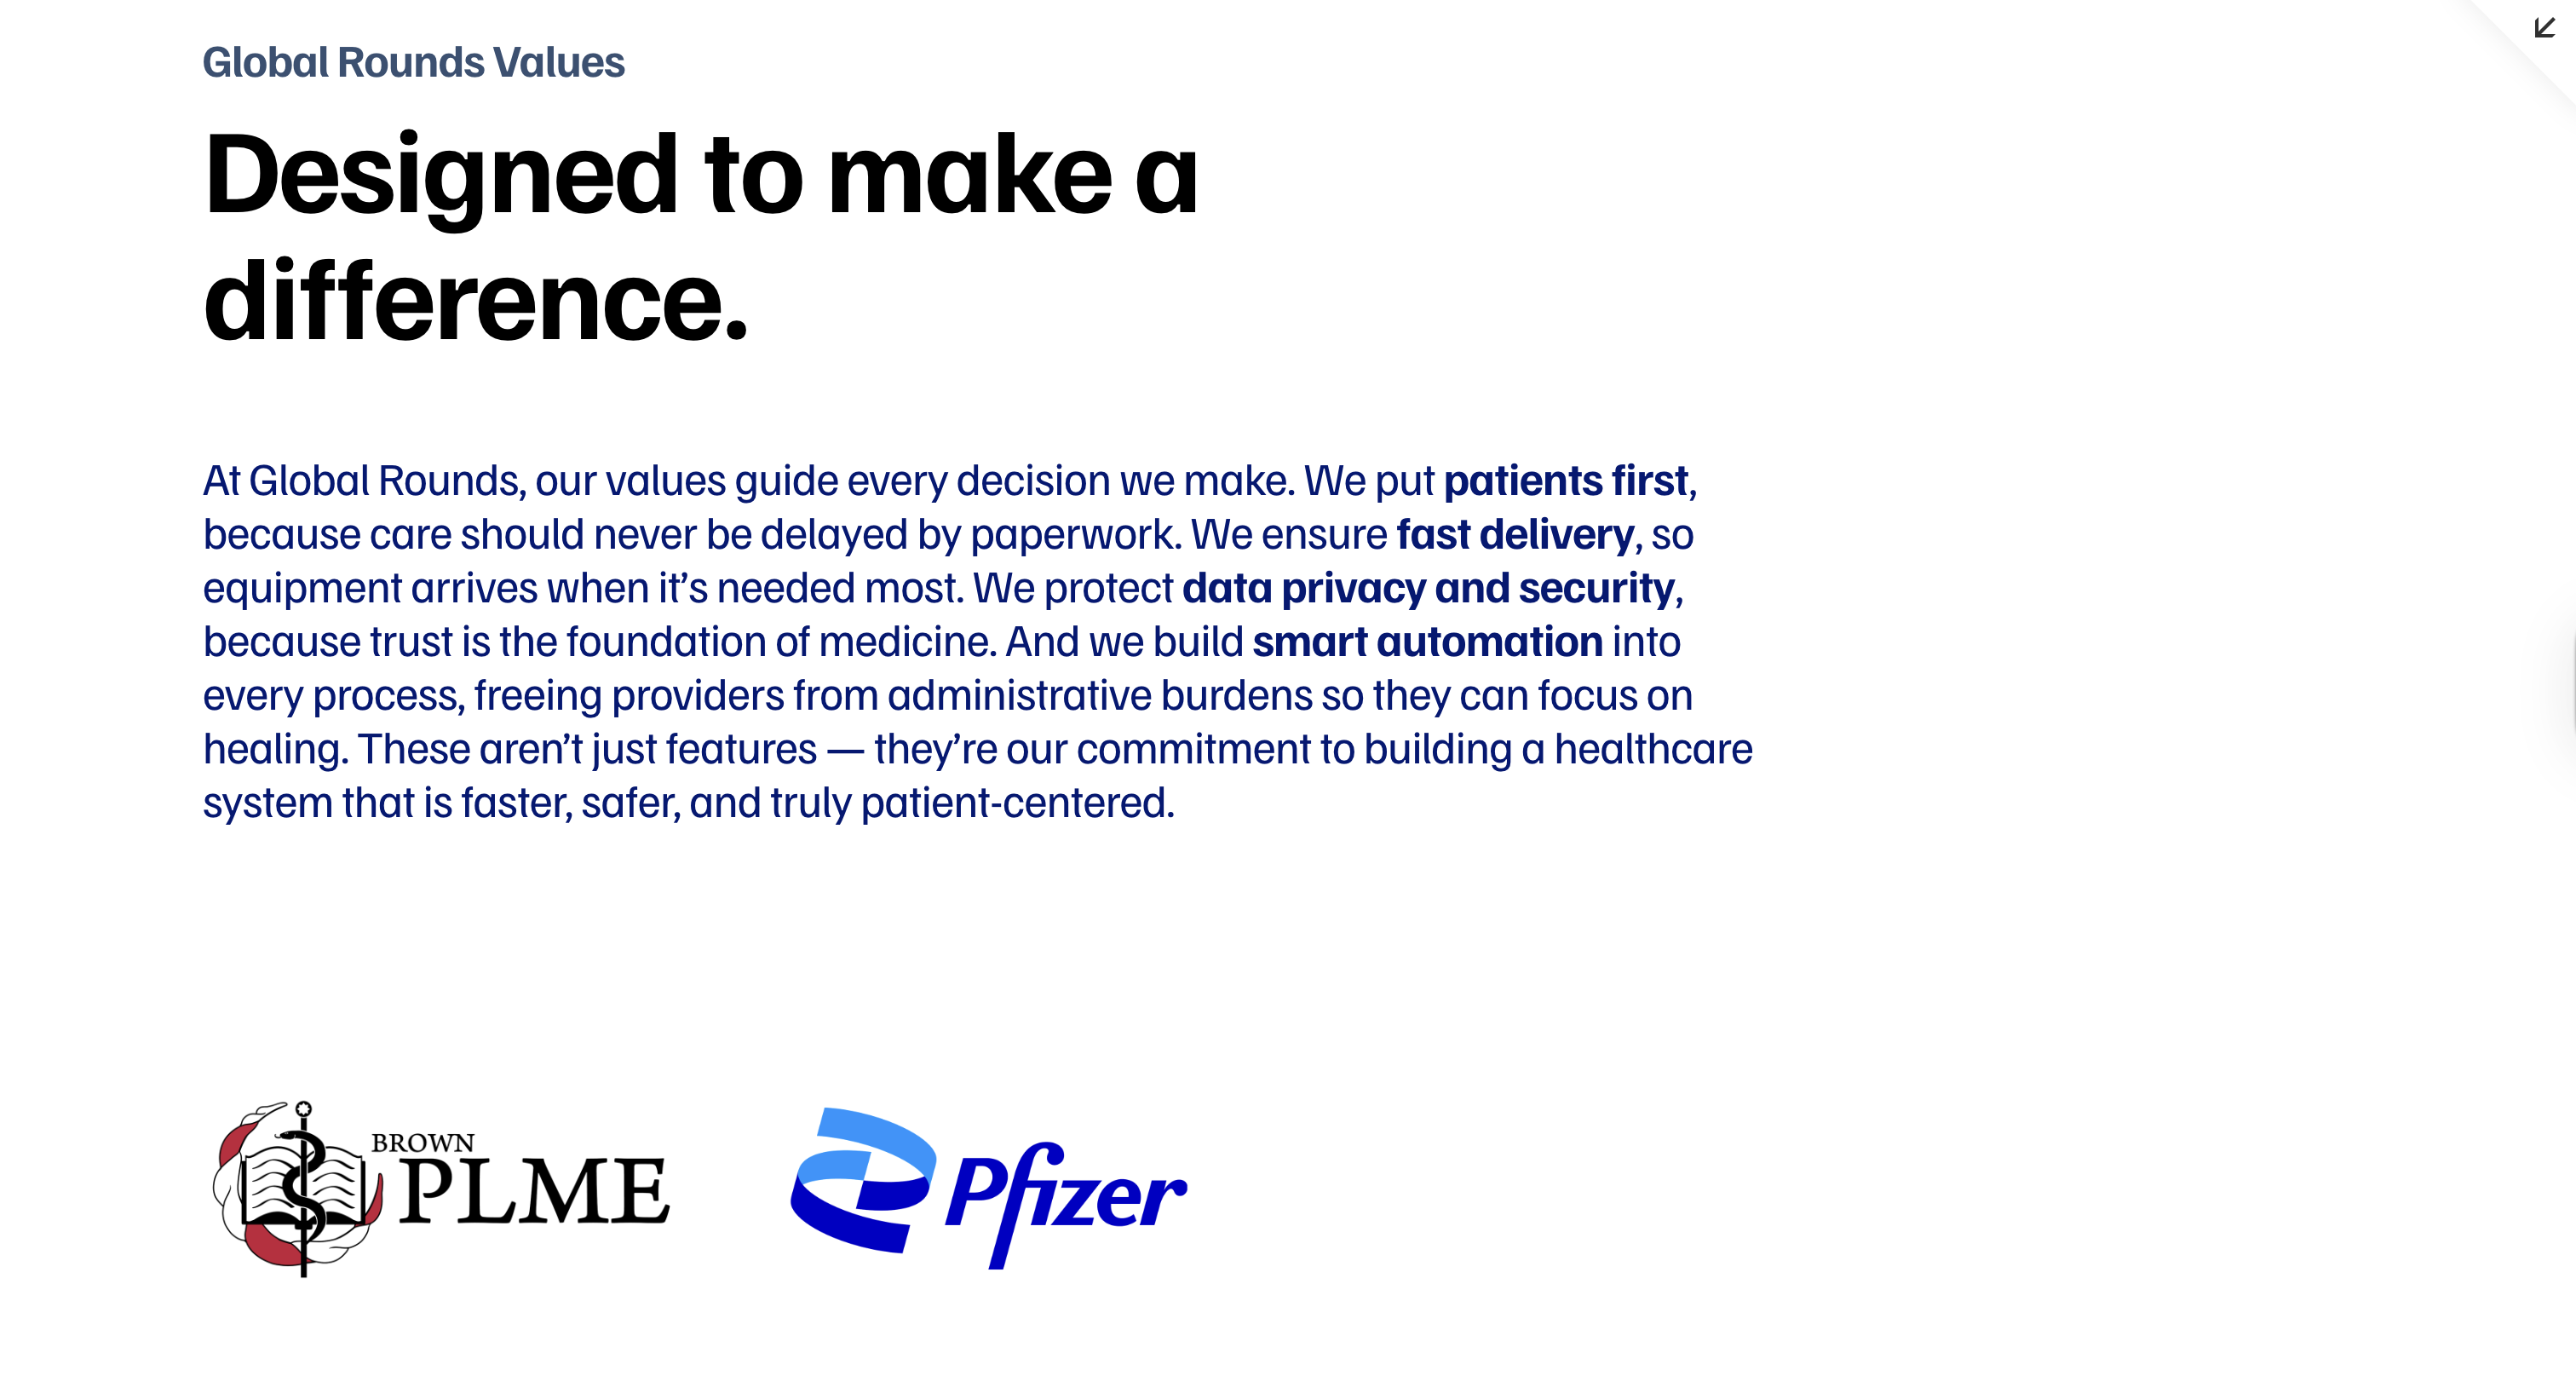 Global Rounds Values
Designed to make a
difference.
At Global Rounds, our values guide every decision we make. We put patients first,
because care should never be delayed by paperwork. We ensure fast delivery, so
equipment arrives when it’s needed most. We protect data privacy and security,
because trust is the foundation of medicine. And we build smart automation into
every process, freeing providers from administrative burdens so they can focus on
healing. These aren’t just features — they’re our commitment to building a healthcare
system that is faster, safer, and truly patient-centered.
BROWN
PLME
Pfizer